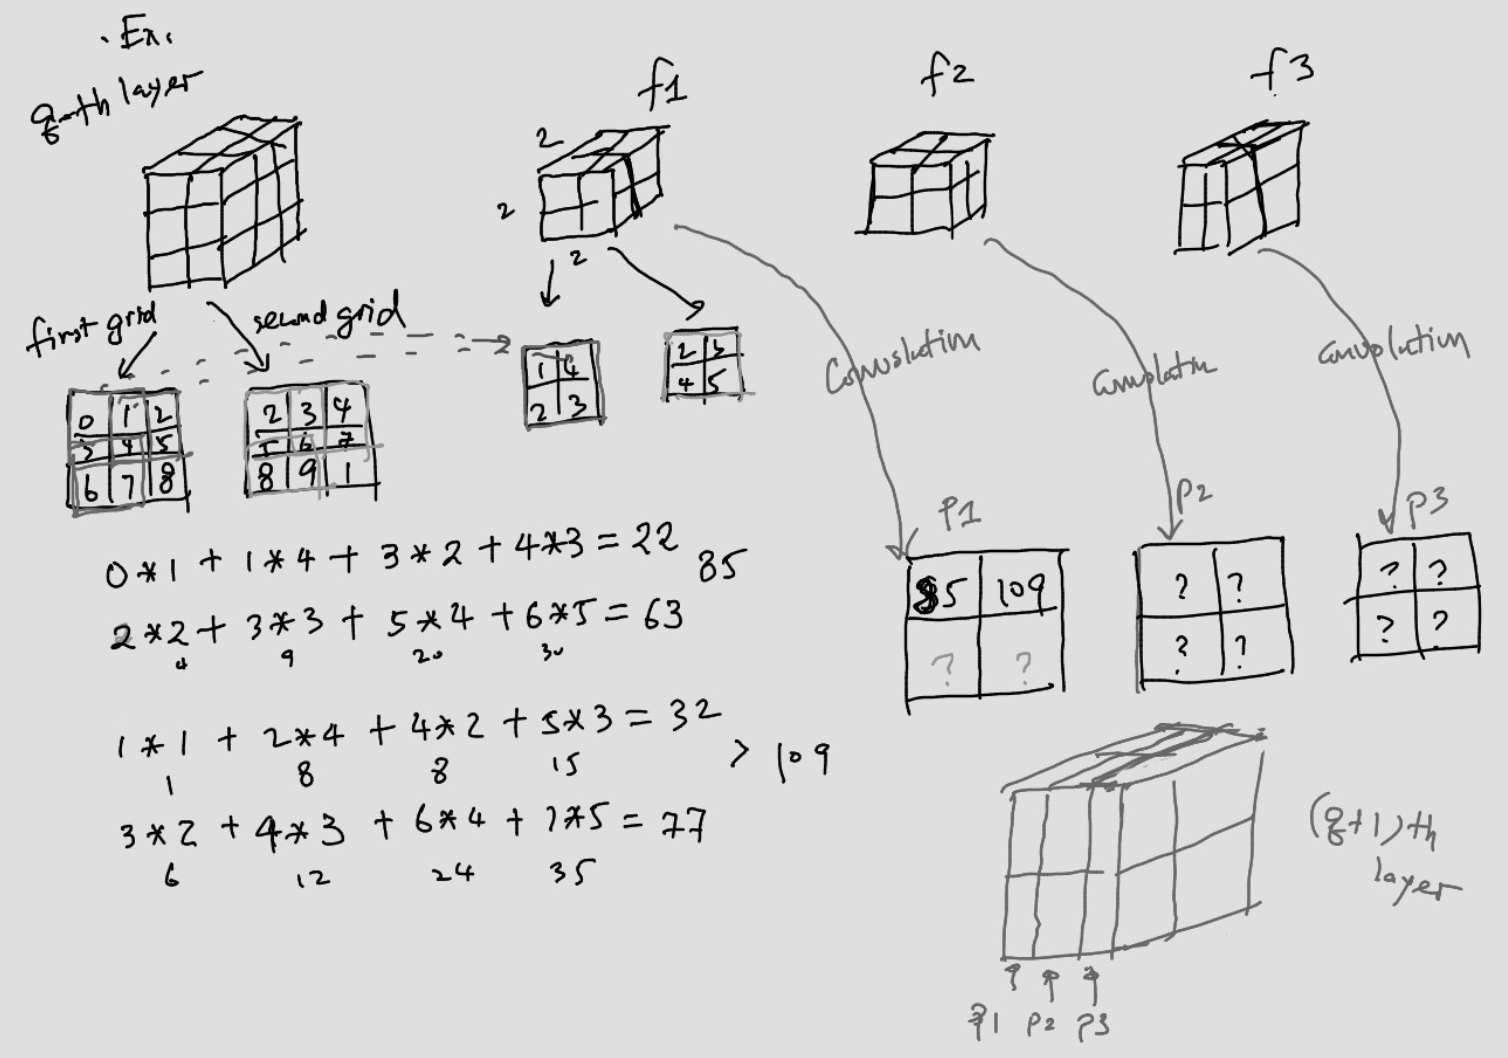 . Ex.
q-th layer
f1
f2
f3
2
2
2
first grid
second grid
0 1 2
3 4 5
6 7 8
2 3 4
5 6 7
8 9 1
1 4
2 3
2 3
4 5
Convolution
Convolutin
Convolution
0*1 + 1*4 + 3*2 + 4*3 = 22
85
2*2 + 3*3 + 5*4 + 6*5 = 63
4 9 20 30
1*1 + 2*4 + 4*2 + 5*3 = 32
1 8 8 15
> 109
3*2 + 4*3 + 6*4 + 7*5 = 77
6 12 24 35
P1
85 109
? ?
P2
? ?
? ?
P3
? ?
? ?
(q+1)th
layer
P1 P2 P3